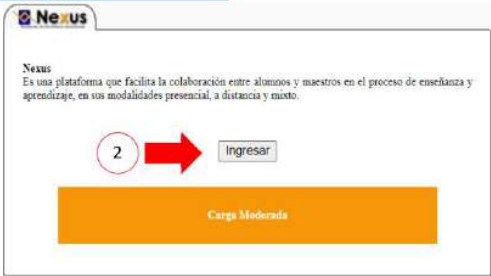 Nexus
Nexus
Es una plataforma que facilita la colaboración entre alumnos y maestros en el proceso de enseñanza y
aprendizaje, en sus modalidades presencial, a distancia y mixto.
2
Ingresar
Carga Moderada